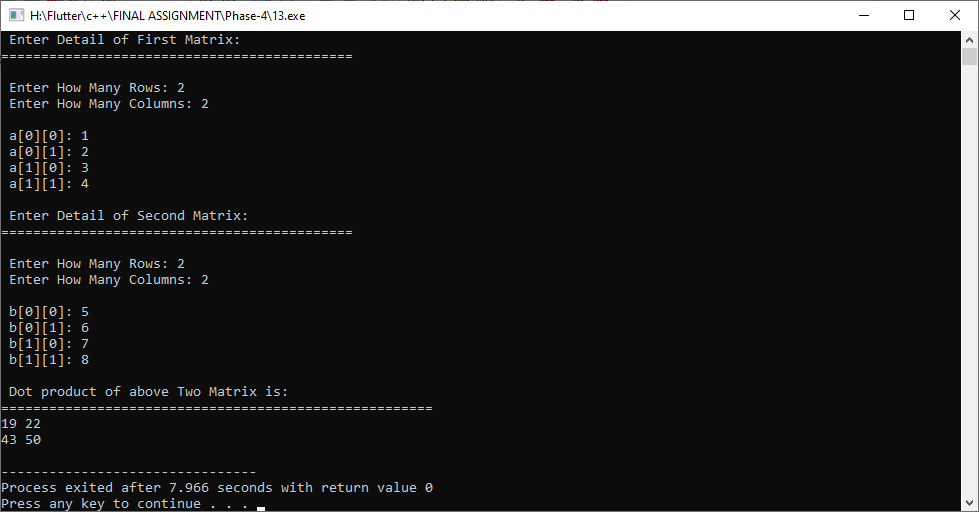 H:\Flutter\c++\FINAL ASSIGNMENT\Phase-4\13.exe
Enter Detail of First Matrix:
============================================
Enter How Many Rows: 2
Enter How Many Columns: 2
a[0][0]: 1
a[0][1]: 2
a[1][0]: 3
a[1][1]: 4
Enter Detail of Second Matrix:
============================================
Enter How Many Rows: 2
Enter How Many Columns: 2
b[0][0]: 5
b[0][1]: 6
b[1][0]: 7
b[1][1]: 8
Dot product of above Two Matrix is:
======================================================
19 22
43 50
--------------------------------
Process exited after 7.966 seconds with return value 0
Press any key to continue . . .